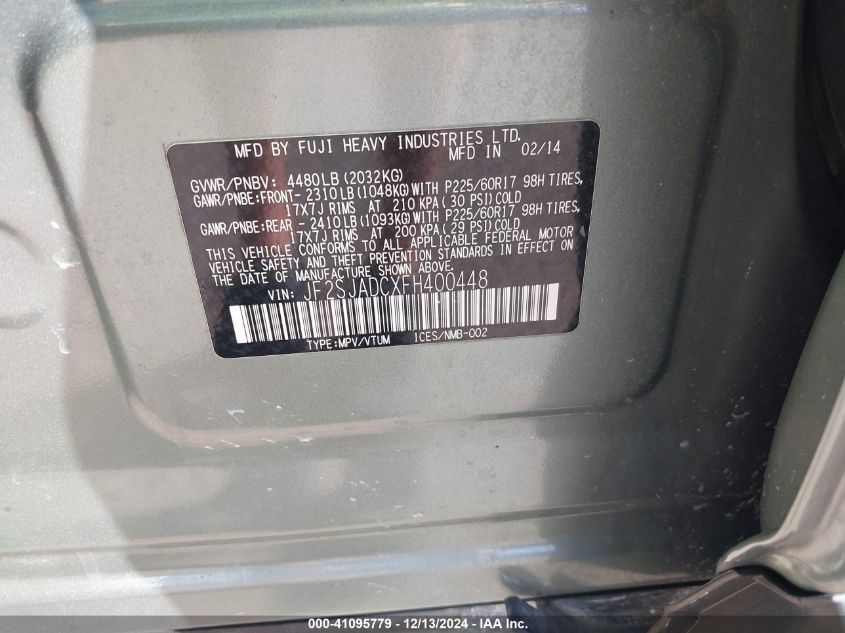 MFD BY FUJI HEAVY INDUSTRIES LTD.
MFD IN 02/14
GVWR/PNBV: 4480LB (2032KG)
GAWR/PNBE:FRONT- 2310LB (1048KG) WITH P225/60R17 98H TIRES,
17X7J RIMS AT 210 KPA( 30 PSI) COLD
GAWR/PNBE:REAR - 2410LB (1093KG) WITH P225/60R17 98H TIRES,
17X7J RIMS AT 200 KPA( 29 PSI) COLD
THIS VEHICLE CONFORMS TO ALL APPLICABLE FEDERAL MOTOR
VEHICLE SAFETY AND THEFT PREVENTION STANDARDS IN EFFECT ON
THE DATE OF MANUFACTURE SHOWN ABOVE.
VIN: JF2SJADCXFH400448
TYPE:MPV/VTUM 1CES/NMB-002
000-41095779 - 12/13/2024 - IAA Inc.